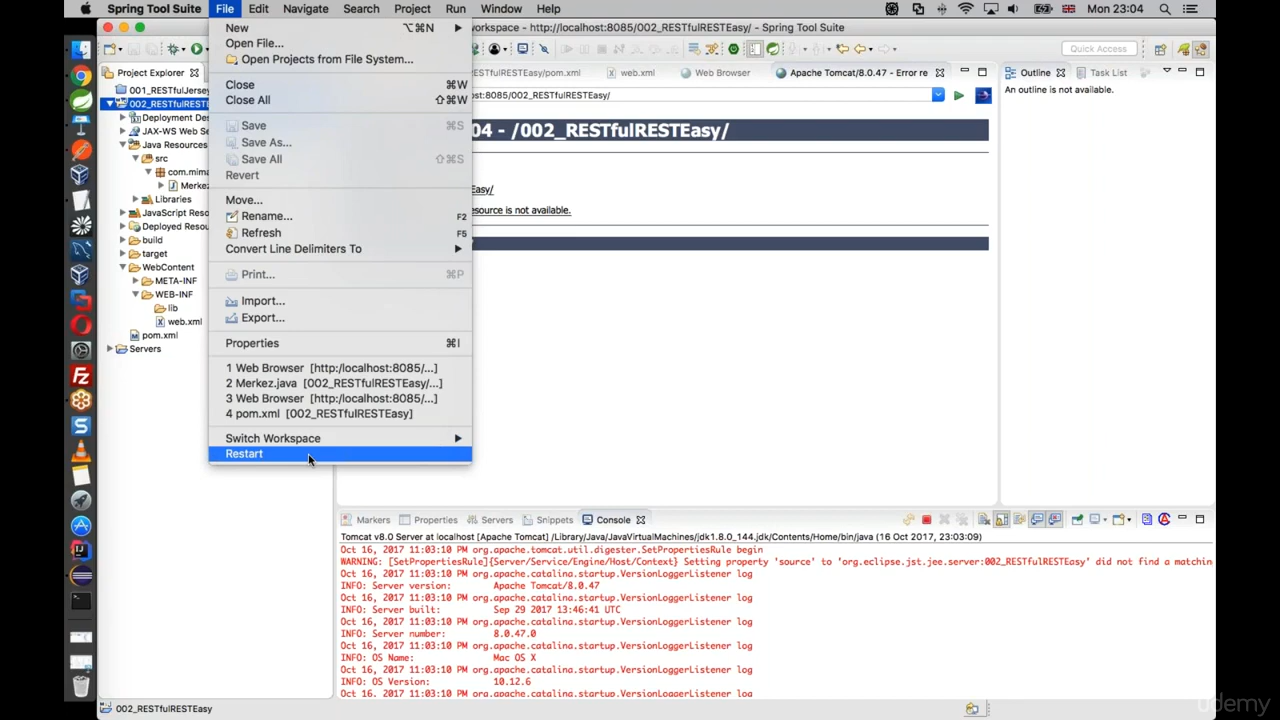 Spring Tool Suite File Edit Navigate Search Project Run Window Help Mon 23:04
workspace - http://localhost:8085/002_RESTfulRESTEasy/ - Spring Tool Suite
Quick Access
Project Explorer
RESTfulRESTEasy/pom.xml web.xml Web Browser Apache Tomcat/8.0.47 - Error re
Outline Task List
An outline is not available.
001_RESTfulJersey
002_RESTfulREST
Deployment Des
JAX-WS Web Se
Java Resources
src
com.mima
Merkez
Libraries
JavaScript Reso
Deployed Resou
build
target
WebContent
META-INF
WEB-INF
lib
web.xml
pom.xml
Servers
New ⌥⌘N
Open File...
Open Projects from File System...
Close ⌘W
Close All ⇧⌘W
Save ⌘S
Save As...
Save All ⇧⌘S
Revert
Move...
Rename... F2
Refresh F5
Convert Line Delimiters To
Print... ⌘P
Import...
Export...
Properties ⌘I
1 Web Browser [http://localhost:8085/...]
2 Merkez.java [002_RESTfulRESTEasy/...]
3 Web Browser [http://localhost:8085/...]
4 pom.xml [002_RESTfulRESTEasy]
Switch Workspace
Restart
st:8085/002_RESTfulRESTEasy/
04 - /002_RESTfulRESTEasy/
Easy/
esource is not available.
Markers Properties Servers Snippets Console
Tomcat v8.0 Server at localhost [Apache Tomcat] /Library/Java/JavaVirtualMachines/jdk1.8.0_144.jdk/Contents/Home/bin/java (16 Oct 2017, 23:03:09)
Oct 16, 2017 11:03:10 PM org.apache.tomcat.util.digester.SetPropertiesRule begin
WARNING: [SetPropertiesRule]{Server/Service/Engine/Host/Context} Setting property 'source' to 'org.eclipse.jst.jee.server:002_RESTfulRESTEasy' did not find a matchin
Oct 16, 2017 11:03:10 PM org.apache.catalina.startup.VersionLoggerListener log
INFO: Server version: Apache Tomcat/8.0.47
Oct 16, 2017 11:03:10 PM org.apache.catalina.startup.VersionLoggerListener log
INFO: Server built: Sep 29 2017 13:46:41 UTC
Oct 16, 2017 11:03:10 PM org.apache.catalina.startup.VersionLoggerListener log
INFO: Server number: 8.0.47.0
Oct 16, 2017 11:03:10 PM org.apache.catalina.startup.VersionLoggerListener log
INFO: OS Name: Mac OS X
Oct 16, 2017 11:03:10 PM org.apache.catalina.startup.VersionLoggerListener log
INFO: OS Version: 10.12.6
Oct 16, 2017 11:03:10 PM org.apache.catalina.startup.VersionLoggerListener log
002_RESTfulRESTEasy
udemy